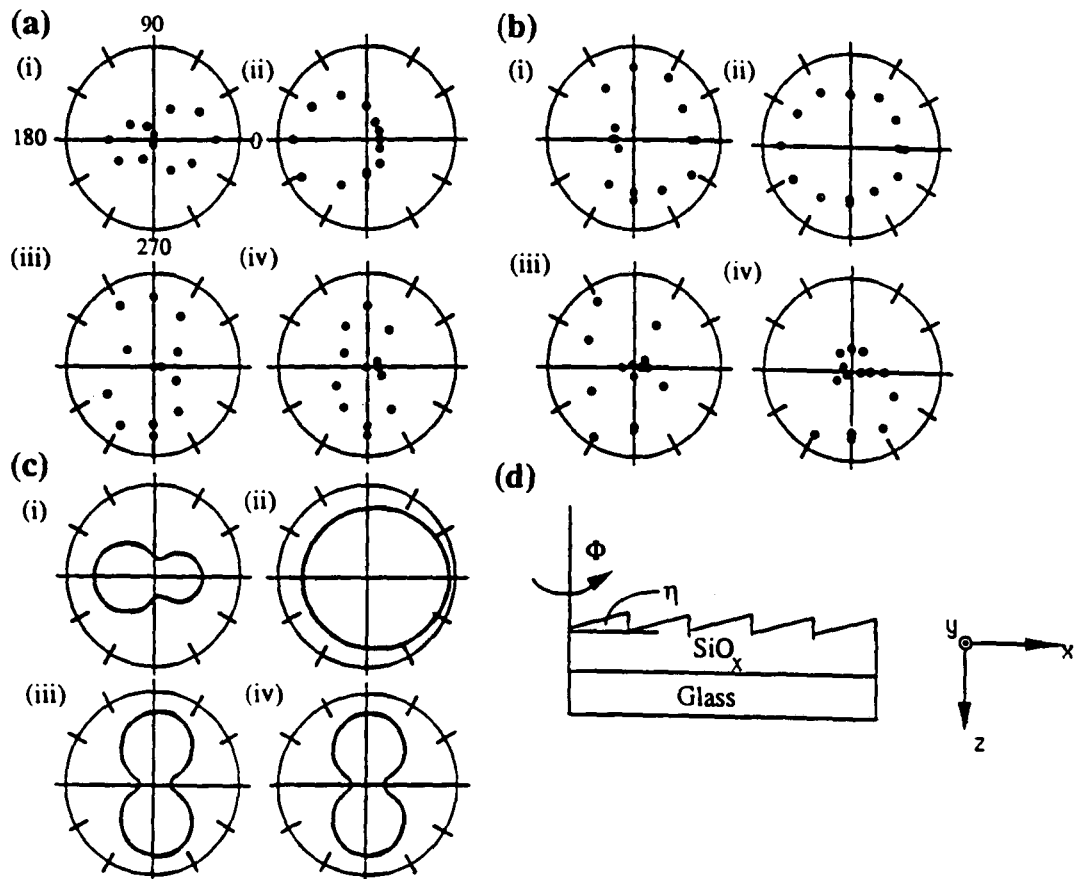 (a)
90
(i)
(ii)
180
0
270
(iii)
(iv)
(b)
(i)
(ii)
(iii)
(iv)
(c)
(i)
(ii)
(iii)
(iv)
(d)
Φ
η
SiOx
Glass
y
x
z